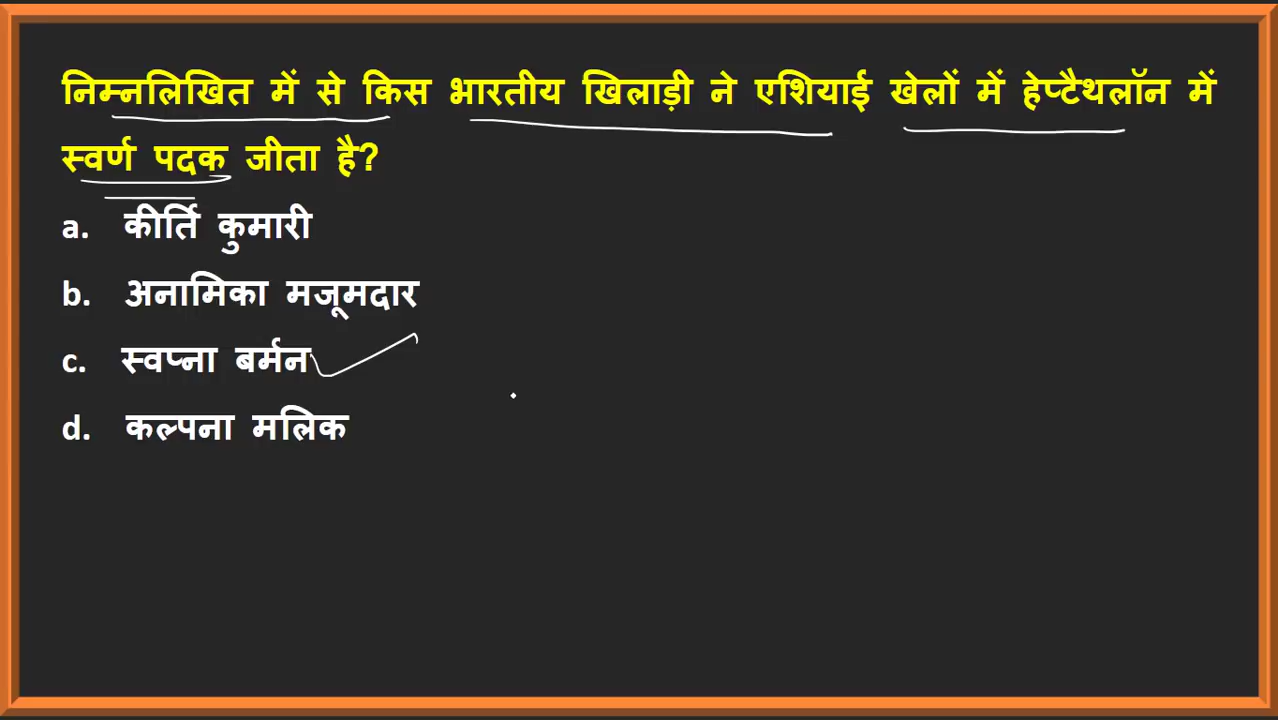 निम्नलिखित में से किस भारतीय खिलाड़ी ने एशियाई खेलों में हेप्टैथलॉन में
स्वर्ण पदक जीता है?
a. कीर्ति कुमारी
b. अनामिका मजूमदार
c. स्वप्ना बर्मन
d. कल्पना मलिक